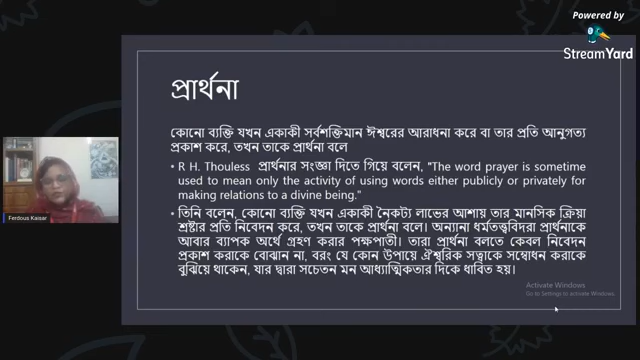 Powered by
StreamYard
প্রার্থনা
কোনো ব্যক্তি যখন একাকী সর্বশক্তিমান ঈশ্বরের আরাধনা করে বা তার প্রতি আনুগত্য
প্রকাশ করে, তখন তাকে প্রার্থনা বলে
• R H. Thouless প্রার্থনার সংজ্ঞা দিতে গিয়ে বলেন, "The word prayer is sometime
used to mean only the activity of using words either publicly or privately for
making relations to a divine being."
• তিনি বলেন, কোনো ব্যক্তি যখন একাকী নৈকট্য লাভের আশায় তার মানসিক ক্রিয়া
স্রষ্টার প্রতি নিবেদন করে, তখন তাকে প্রার্থনা বলে। অন্যান্য ধর্মতত্ত্ববিদরা প্রার্থনাকে
আবার ব্যাপক অর্থে গ্রহণ করার পক্ষপাতী। তারা প্রার্থনা বলতে কেবল নিবেদন
প্রকাশ করাকে বোঝান না, বরং যে কোন উপায়ে ঐশ্বরিক সত্ত্বাকে সম্বোধন করাকে
বুঝিয়ে থাকেন, যার দ্বারা সচেতন মন আধ্যাত্মিকতার দিকে ধাবিত হয়।
Ferdous Kaisar
Activate Windows
Go to Settings to activate Windows.